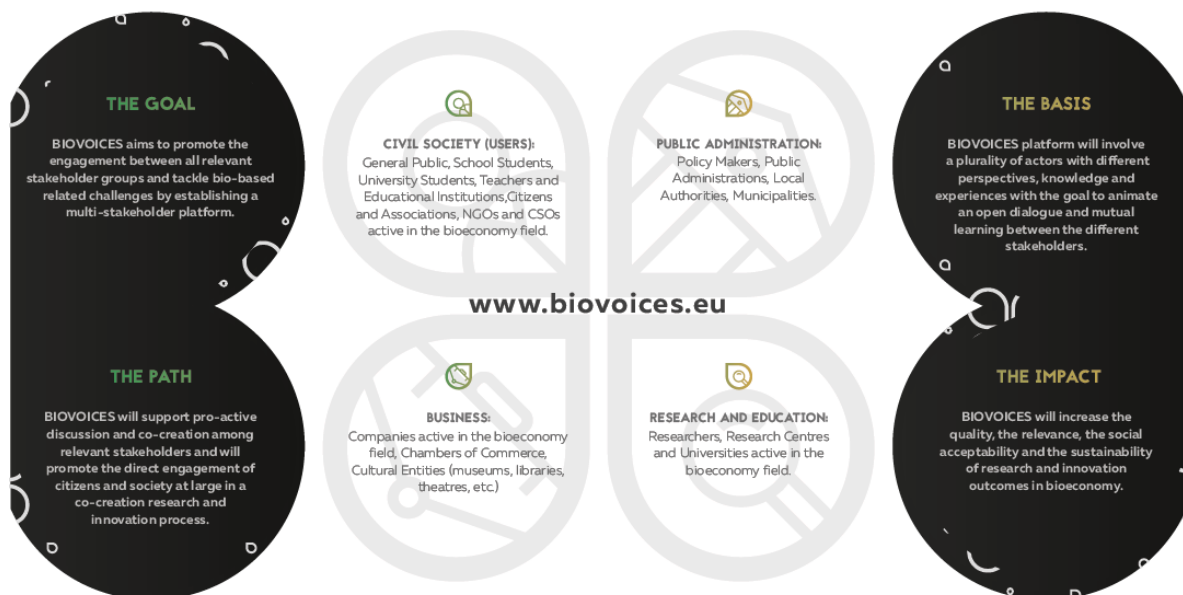 THE GOAL
BIOVOICES aims to promote the
engagement between all relevant
stakeholder groups and tackle bio-based
related challenges by establishing a
multi-stakeholder platform.
THE PATH
BIOVOICES will support pro-active
discussion and co-creation among
relevant stakeholders and will
promote the direct engagement of
citizens and society at large in a
co-creation research and
innovation process.
CIVIL SOCIETY (USERS):
General Public, School Students,
University Students, Teachers and
Educational Institutions,Citizens
and Associations, NGOs and CSOs
active in the bioeconomy field.
PUBLIC ADMINISTRATION:
Policy Makers, Public
Administrations, Local
Authorities, Municipalities.
www.biovoices.eu
BUSINESS:
Companies active in the bioeconomy
field, Chambers of Commerce,
Cultural Entities (museums, libraries,
theatres, etc.)
RESEARCH AND EDUCATION:
Researchers, Research Centres
and Universities active in the
bioeconomy field.
THE BASIS
BIOVOICES platform will involve
a plurality of actors with different
perspectives, knowledge and
experiences with the goal to animate
an open dialogue and mutual
learning between the different
stakeholders.
THE IMPACT
BIOVOICES will increase the
quality, the relevance, the social
acceptability and the sustainability
of research and innovation
outcomes in bioeconomy.